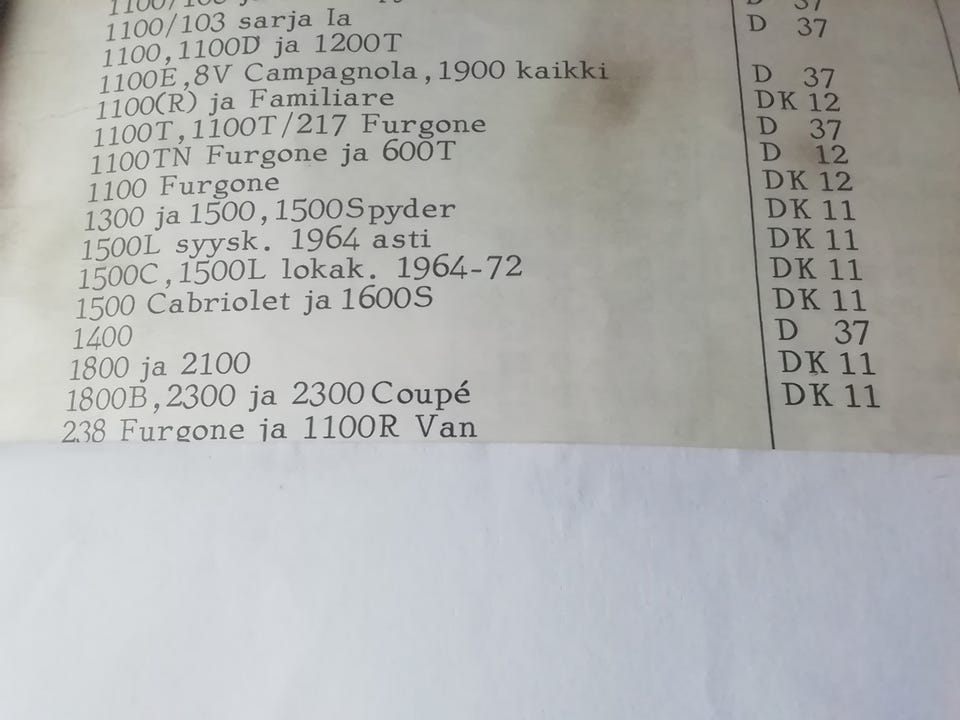 1100/103 D 37
1100/103 sarja Ia D 37
1100,1100D ja 1200T
1100E,8V Campagnola,1900 kaikki D 37
1100(R) ja Familiare DK 12
1100T,1100T/217 Furgone D 37
1100TN Furgone ja 600T D 12
1100 Furgone DK 12
1300 ja 1500,1500Spyder DK 11
1500L syysk. 1964 asti DK 11
1500C,1500L lokak. 1964-72 DK 11
1500 Cabriolet ja 1600S DK 11
1400 D 37
1800 ja 2100 DK 11
1800B,2300 ja 2300 Coupé DK 11
238 Furgone ja 1100R Van